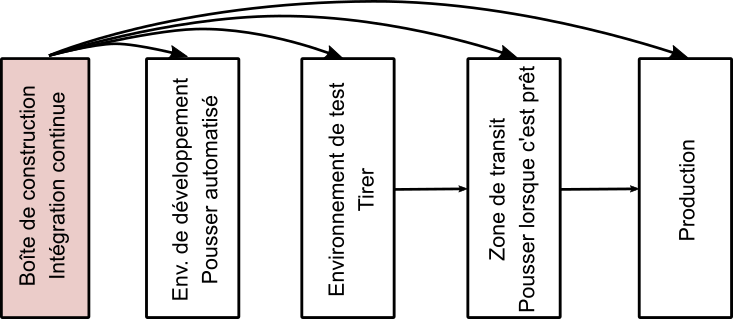 Boîte de construction
Intégration continue
Env. de développement
Pousser automatisé
Environnement de test
Tirer
Zone de transit
Pousser lorsque c'est prêt
Production